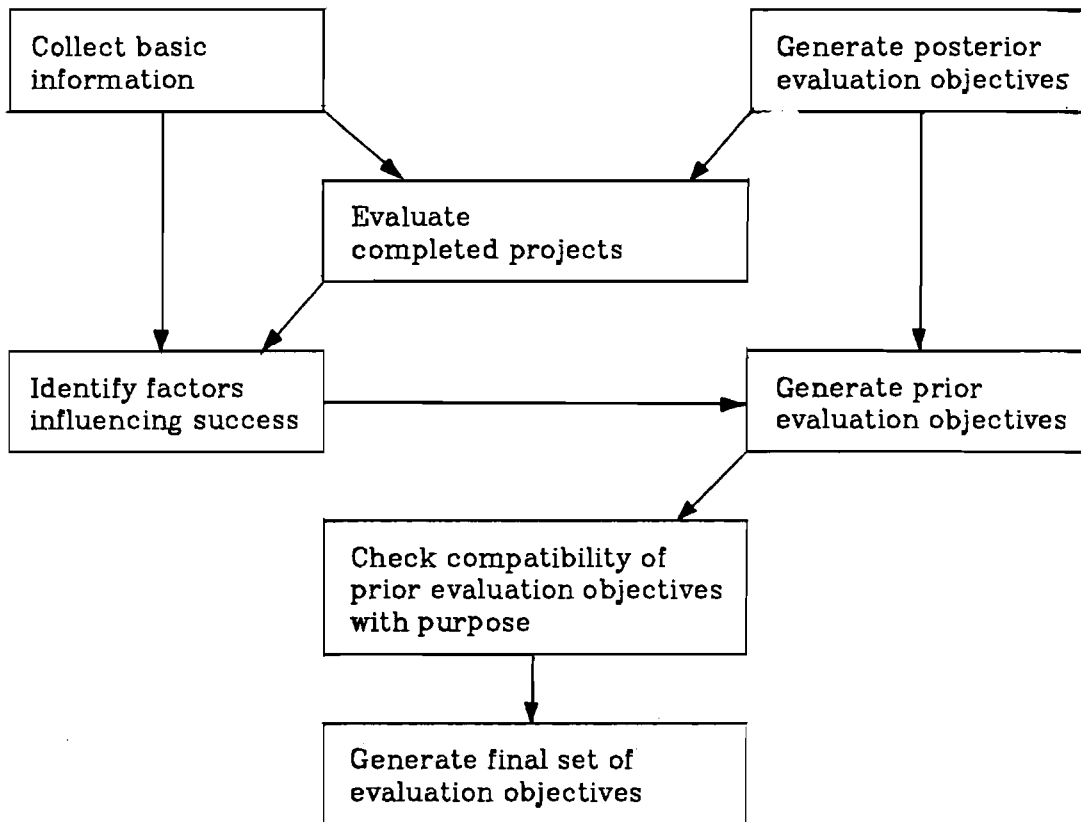 Collect basic
information
Generate posterior
evaluation objectives
Evaluate
completed projects
Identify factors
influencing success
Generate prior
evaluation objectives
Check compatibility of
prior evaluation objectives
with purpose
Generate final set of
evaluation objectives